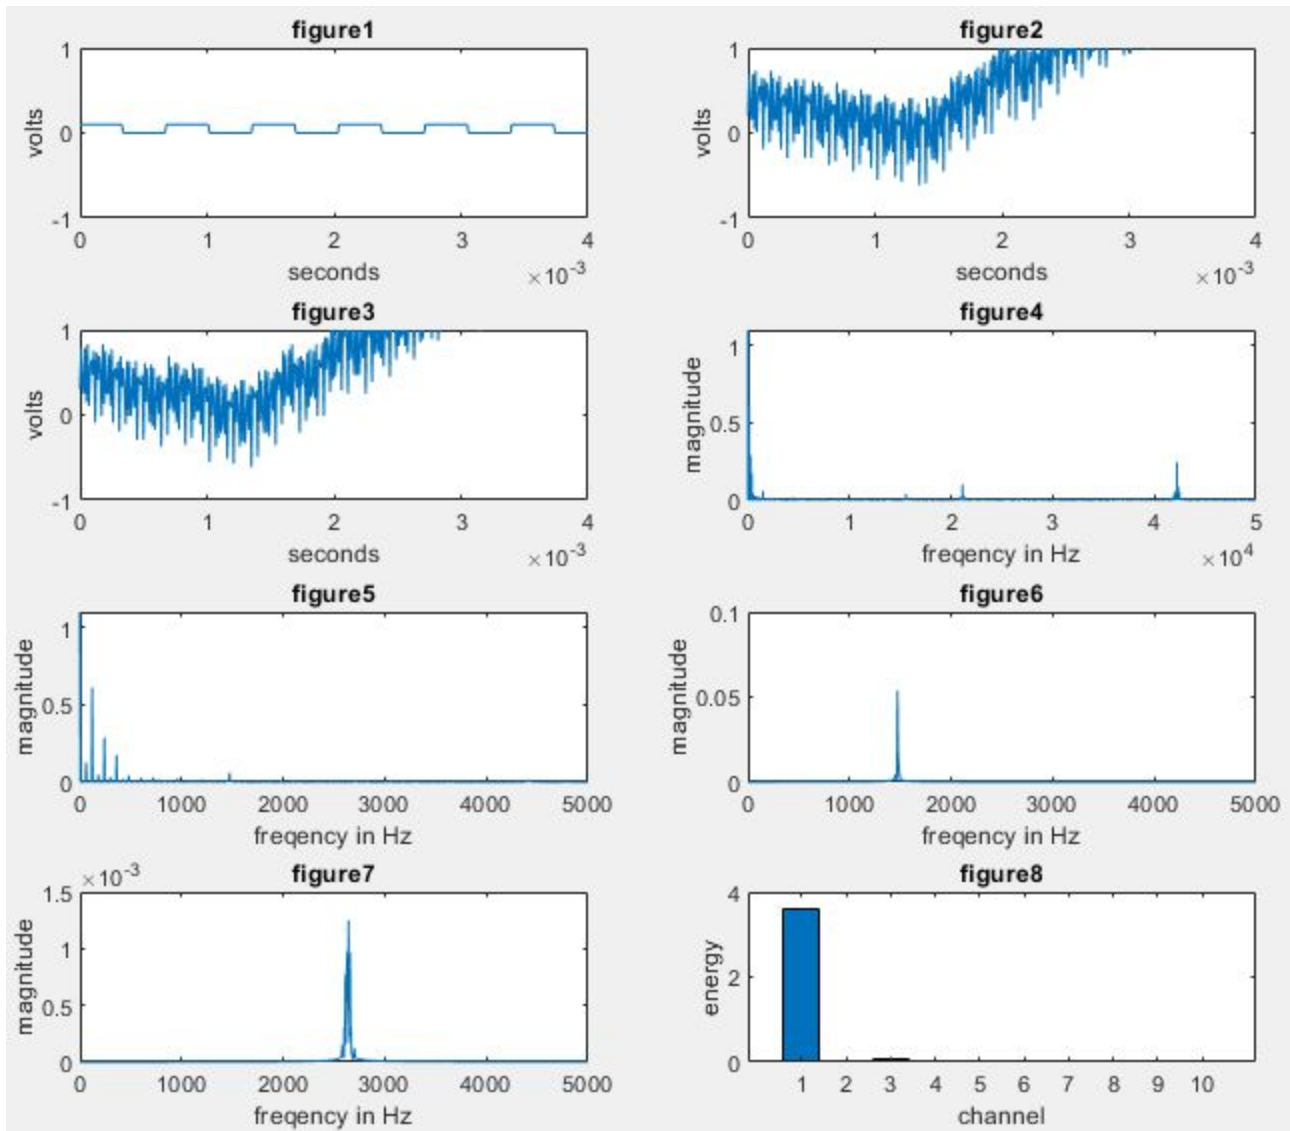 figure1
1
0
-1
volts
0 1 2 3 4
seconds
×10-3
figure2
1
0
-1
volts
0 1 2 3 4
seconds
×10-3
figure3
1
0
-1
volts
0 1 2 3 4
seconds
×10-3
figure4
1
0.5
0
magnitude
0 1 2 3 4 5
freqency in Hz
×104
figure5
1
0.5
0
magnitude
0 1000 2000 3000 4000 5000
freqency in Hz
figure6
0.1
0.05
0
magnitude
0 1000 2000 3000 4000 5000
freqency in Hz
figure7
×10-3
1.5
1
0.5
0
magnitude
0 1000 2000 3000 4000 5000
freqency in Hz
figure8
4
2
0
energy
1 2 3 4 5 6 7 8 9 10
channel